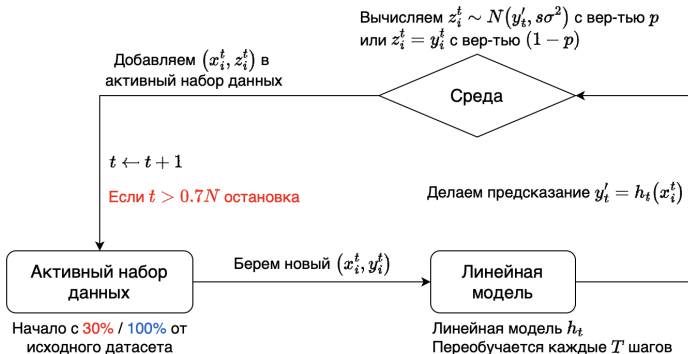 Вычисляем $z_i^t \sim N(y_t', s\sigma^2)$ с вер-тью $p$
или $z_i^t = y_i^t$ с вер-тью $(1-p)$
Добавляем $(x_i^t, z_i^t)$ в
активный набор данных
Среда
$t \leftarrow t+1$
Если $t > 0.7N$ остановка
Делаем предсказание $y_t' = h_t(x_i^t)$
Активный набор
данных
Берем новый $(x_i^t, y_i^t)$
Линейная
модель
Начало с 30% / 100% от
исходного датасета
Линейная модель $h_t$
Переобучается каждые $T$ шагов